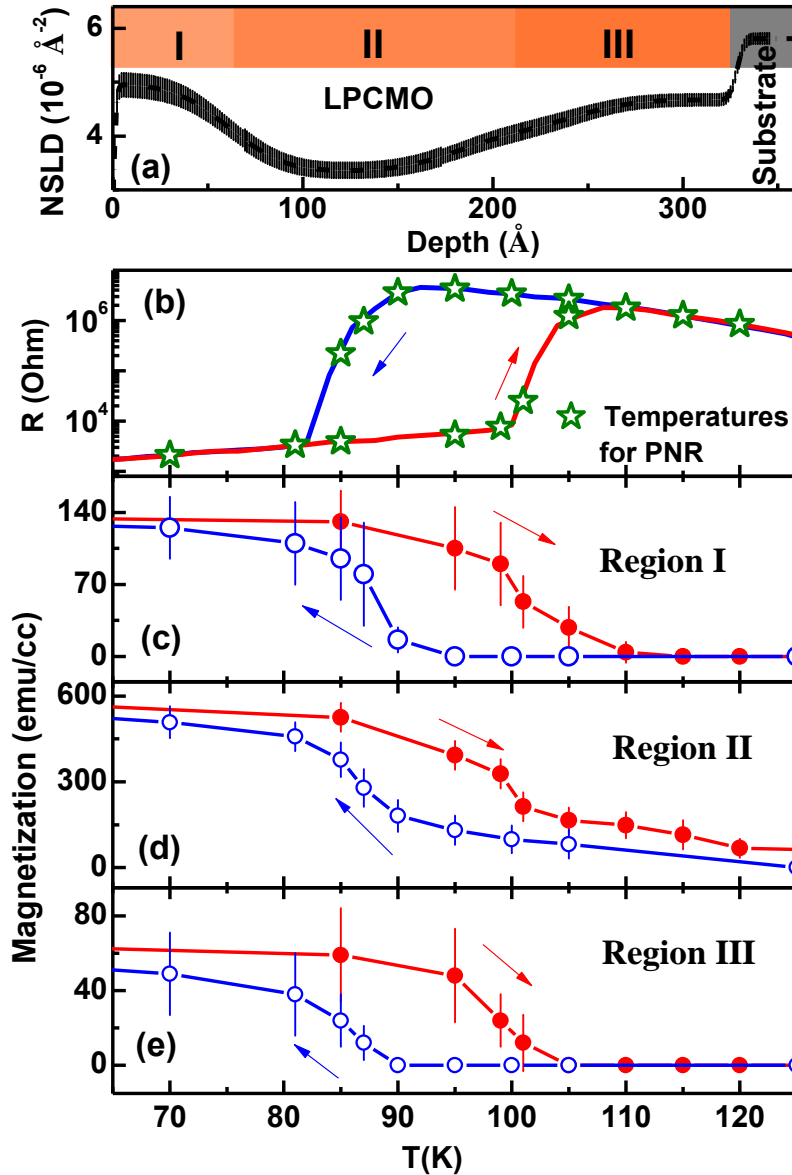 6
4
NSLD (10⁻⁶ Å⁻²)
I II III
LPCMO
Substrate
(a)
0 100 200 300
Depth (Å)
(b)
10⁶
10⁴
R (Ohm)
Temperatures
for PNR
Magnetization (emu/cc)
140
70
0
Region I
(c)
600
300
0
Region II
(d)
80
40
0
Region III
(e)
70 80 90 100 110 120
T(K)